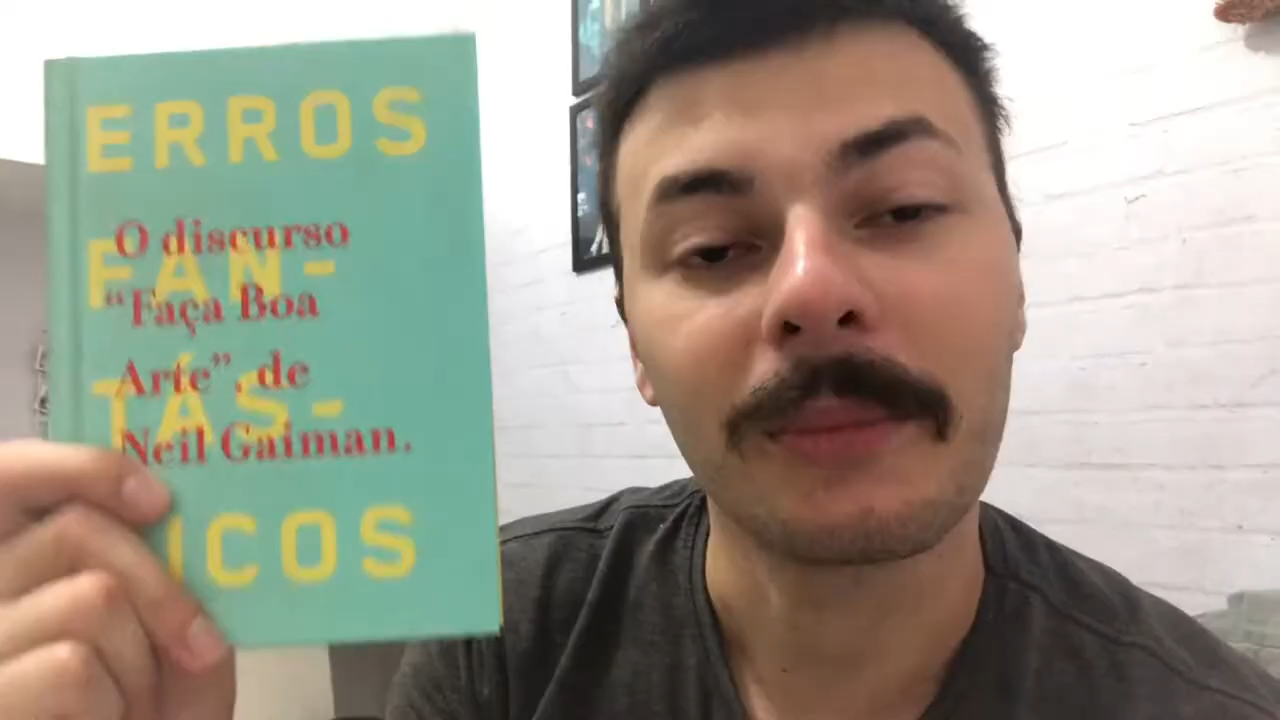 ERROS
O discurso
FAN-
“Faça Boa
Arte”, de
TÁS-
Neil Gaiman.
ICOS